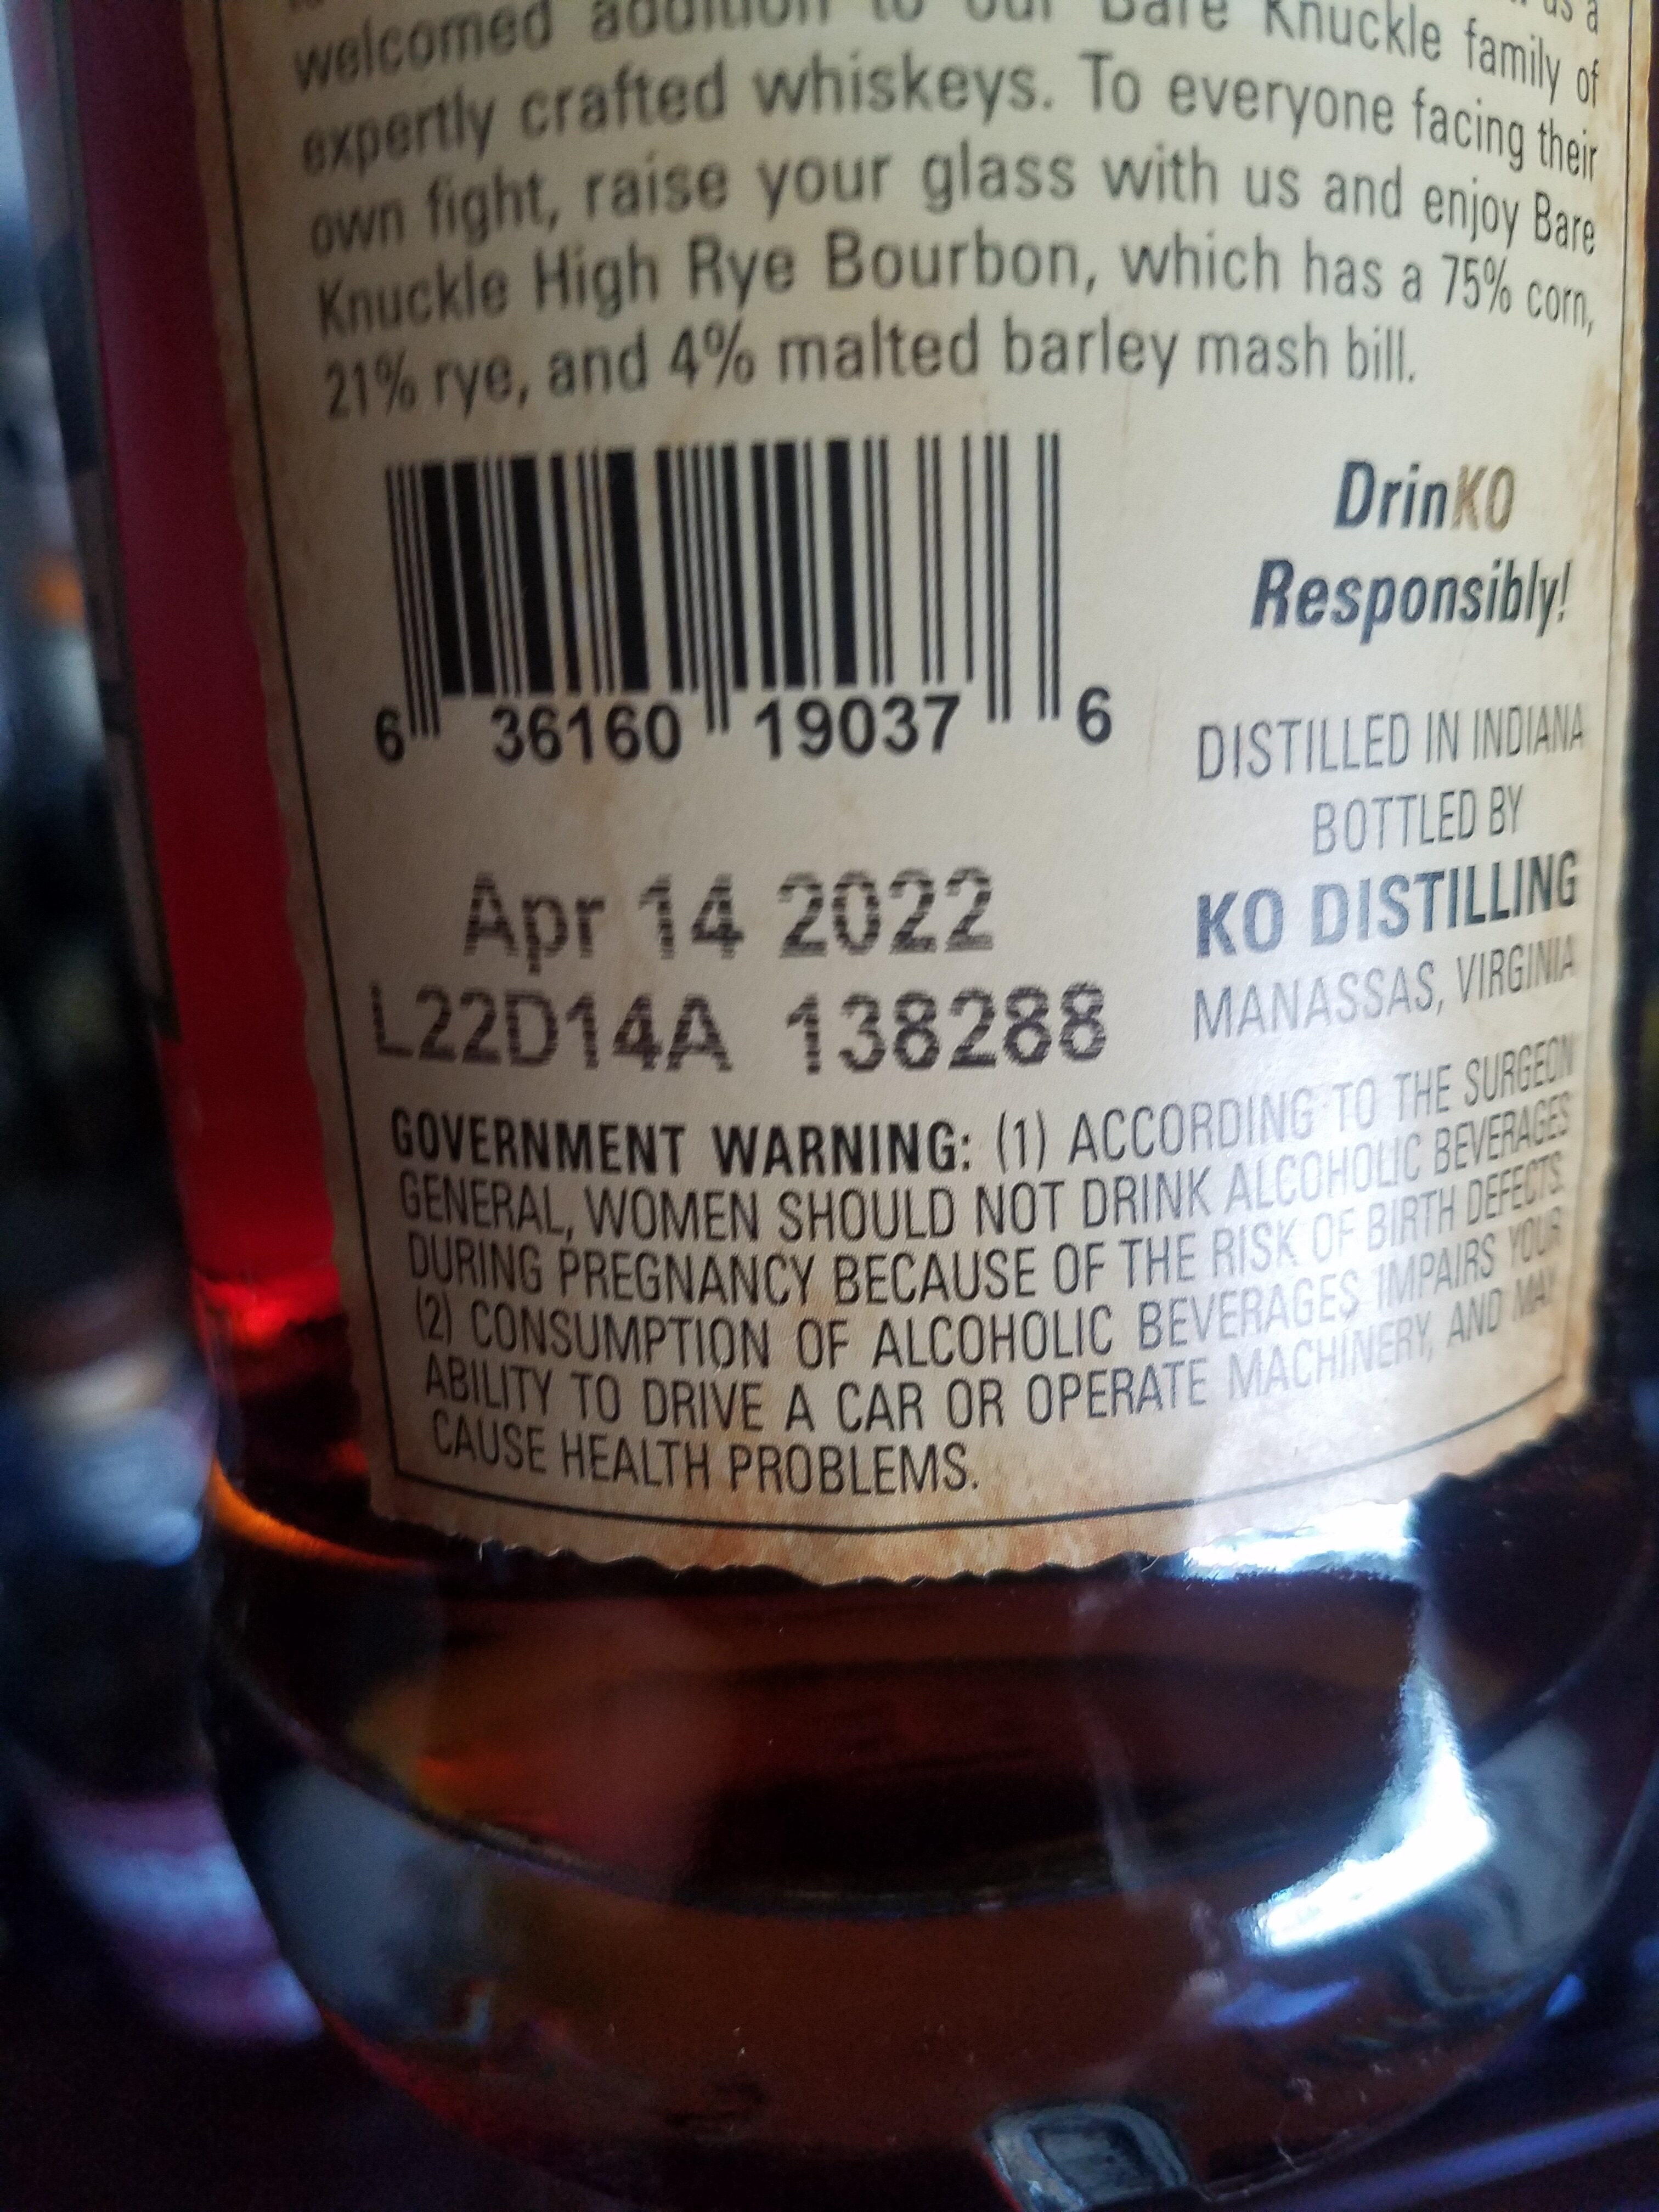 us a
welcomed addition to our Bare Knuckle family of
expertly crafted whiskeys. To everyone facing their
own fight, raise your glass with us and enjoy Bare
Knuckle High Rye Bourbon, which has a 75% corn,
21% rye, and 4% malted barley mash bill.
DrinKO
Responsibly!
6 36160 19037 6
DISTILLED IN INDIANA
BOTTLED BY
KO DISTILLING
MANASSAS, VIRGINIA
Apr 14 2022
L22D14A 138288
GOVERNMENT WARNING: (1) ACCORDING TO THE SURGEON
GENERAL, WOMEN SHOULD NOT DRINK ALCOHOLIC BEVERAGES
DURING PREGNANCY BECAUSE OF THE RISK OF BIRTH DEFECTS.
(2) CONSUMPTION OF ALCOHOLIC BEVERAGES IMPAIRS YOUR
ABILITY TO DRIVE A CAR OR OPERATE MACHINERY, AND MAY
CAUSE HEALTH PROBLEMS.